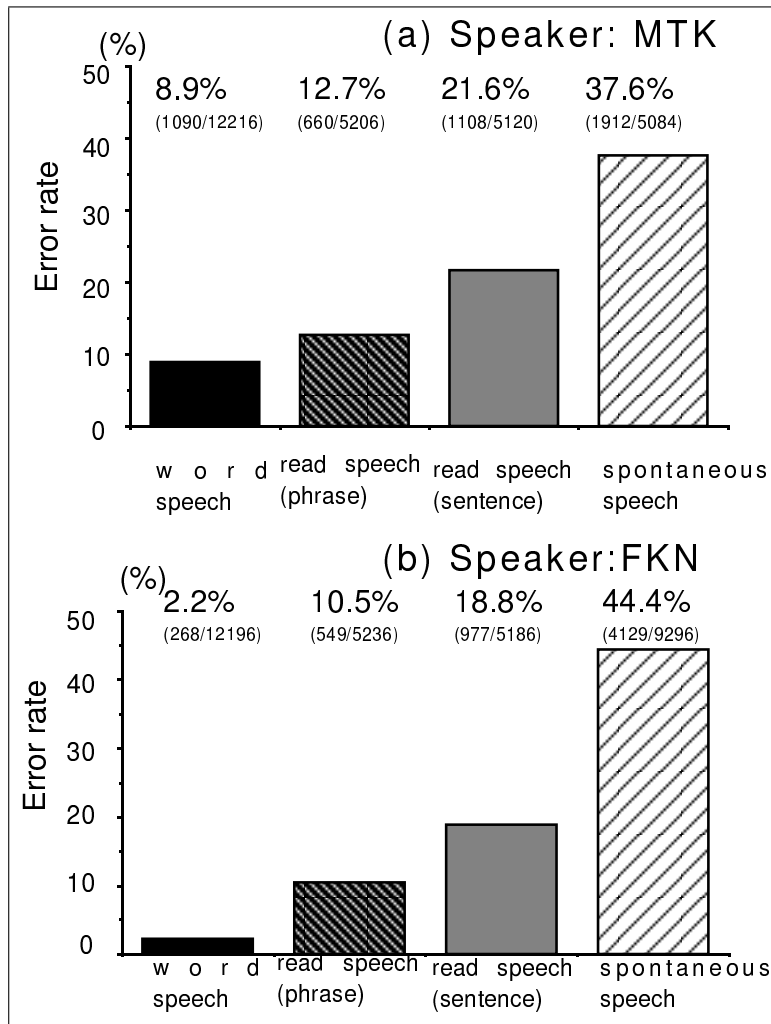 (a) Speaker: MTK
(%)
50
8.9% 12.7% 21.6% 37.6%
(1090/12216) (660/5206) (1108/5120) (1912/5084)
40
30
20
10
0
Error rate
word read speech read speech spontaneous
speech (phrase) (sentence) speech
(b) Speaker:FKN
(%)
50
2.2% 10.5% 18.8% 44.4%
(268/12196) (549/5236) (977/5186) (4129/9296)
40
30
20
10
0
Error rate
word read speech read speech spontaneous
speech (phrase) (sentence) speech